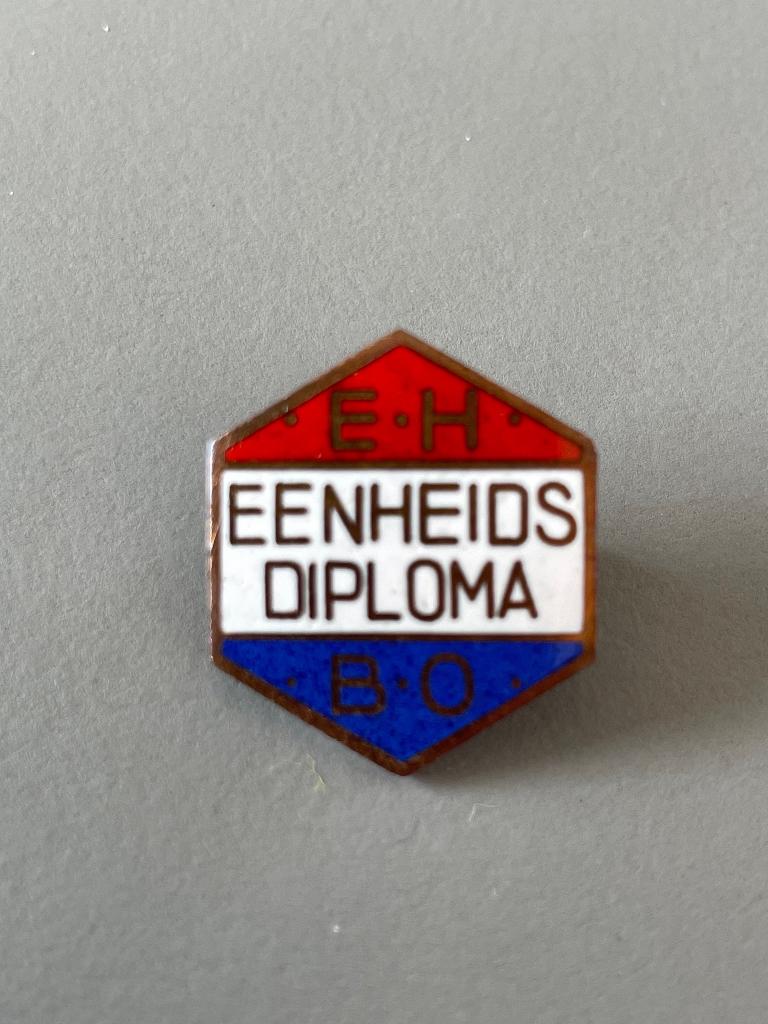 · E · H ·
EENHEIDS
DIPLOMA
· B · O ·